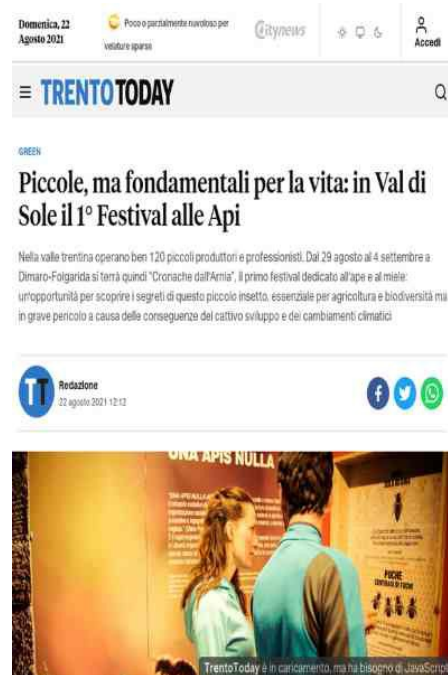 Domenica, 22
Agosto 2021
Poco o parzialmente nuvoloso per
velature sparse
Citynews
Accedi
TRENTOTODAY
GREEN
Piccole, ma fondamentali per la vita: in Val di
Sole il 1° Festival alle Api
Nella valle trentina operano ben 120 piccoli produttori e professionisti. Dal 29 agosto al 4 settembre a
Dimaro-Folgarida si terrà quindi "Cronache dall'Arnia", il primo festival dedicato all'ape e al miele:
un'opportunità per scoprire i segreti di questo piccolo insetto, essenziale per agricoltura e biodiversità ma
in grave pericolo a causa delle conseguenze del cattivo sviluppo e dei cambiamenti climatici
TT
Redazione
22 agosto 2021 12:12
UNA APIS NULLA
TrentoToday è in caricamento, ma ha bisogno di JavaScript